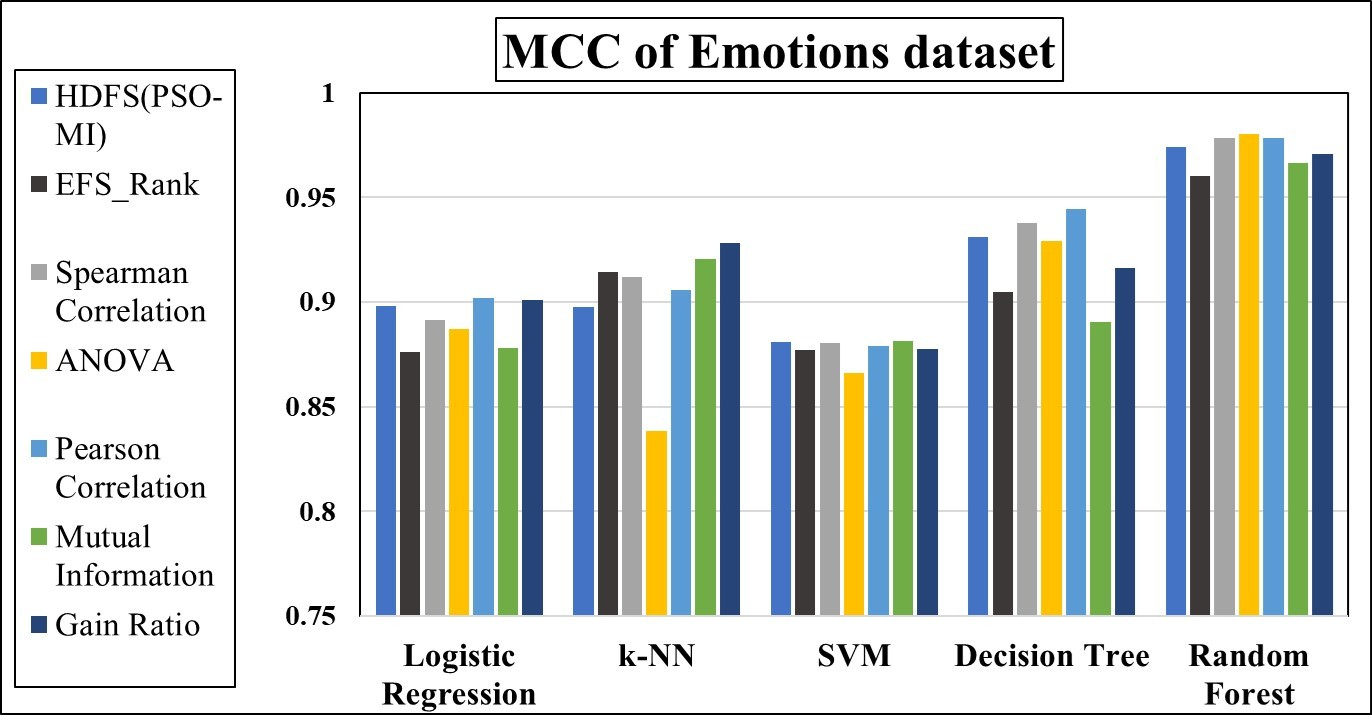 MCC of Emotions dataset
HDFS(PSO-
MI)
EFS_Rank
Spearman
Correlation
ANOVA
Pearson
Correlation
Mutual
Information
Gain Ratio
1
0.95
0.9
0.85
0.8
0.75
Logistic
Regression
k-NN
SVM
Decision Tree
Random
Forest